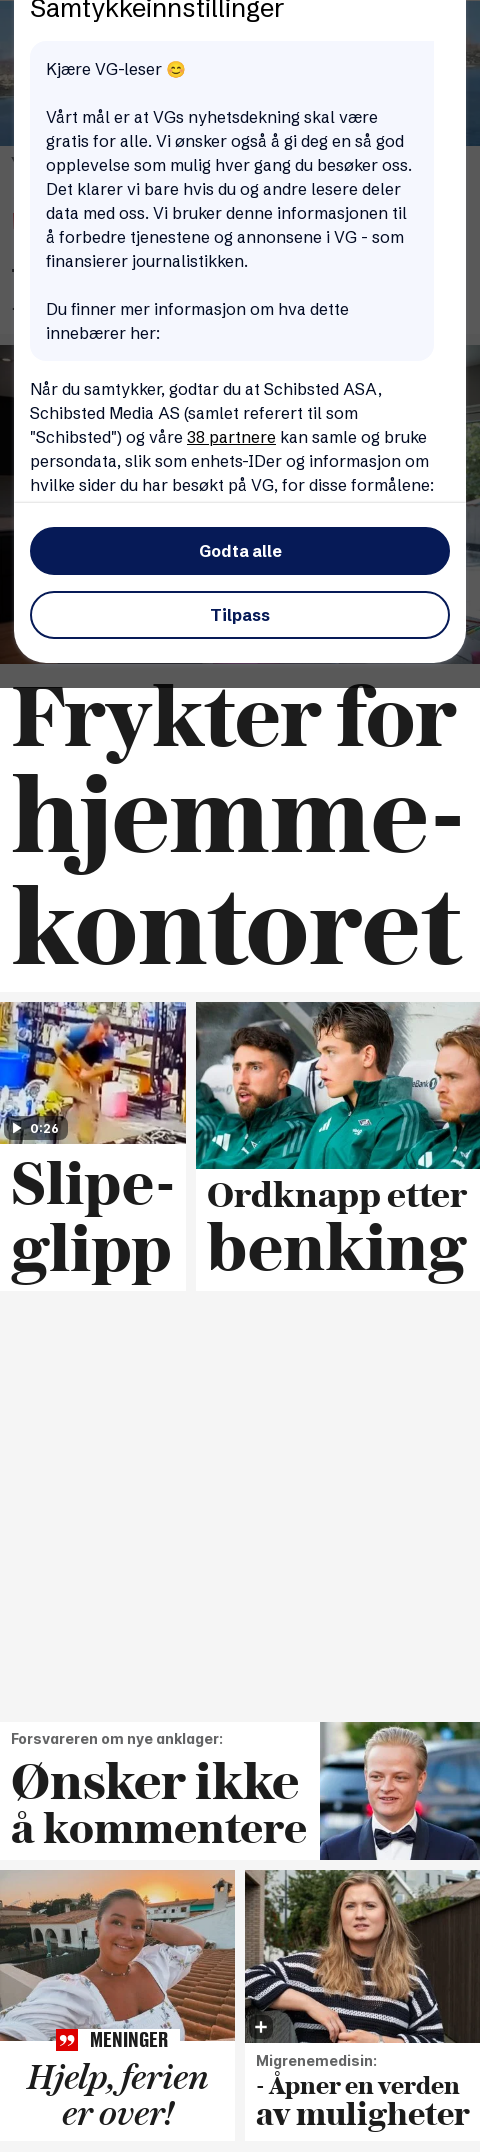 Samtykkeinnstillinger
Kjære VG-leser 😊
Vårt mål er at VGs nyhetsdekning skal være
gratis for alle. Vi ønsker også å gi deg en så god
opplevelse som mulig hver gang du besøker oss.
Det klarer vi bare hvis du og andre lesere deler
data med oss. Vi bruker denne informasjonen til
å forbedre tjenestene og annonsene i VG - som
finansierer journalistikken.
Du finner mer informasjon om hva dette
innebærer her:
Når du samtykker, godtar du at Schibsted ASA,
Schibsted Media AS (samlet referert til som
"Schibsted") og våre 38 partnere kan samle og bruke
persondata, slik som enhets-IDer og informasjon om
hvilke sider du har besøkt på VG, for disse formålene:
Godta alle
Tilpass
Frykter for
hjemme-
kontoret
0:26
Slipe-
glipp
Ordknapp etter
benking
Forsvareren om nye anklager:
Ønsker ikke
å kommentere
MENINGER
Hjelp, ferien
er over!
Migrenemedisin:
- Åpner en verden
av muligheter